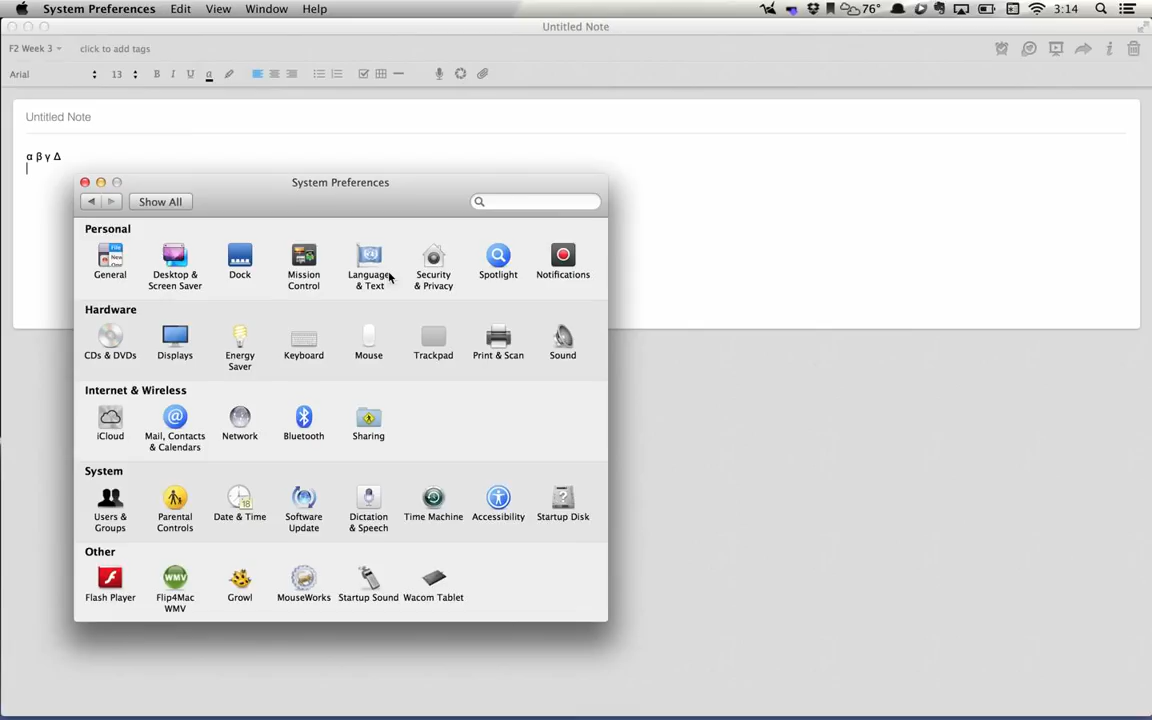 System Preferences Edit View Window Help 76° 3:14
Untitled Note
F2 Week 3 click to add tags
Arial 13 B I U a
Untitled Note
α β γ Δ
System Preferences
Show All
Personal
General
Desktop & Screen Saver
Dock
Mission Control
Language & Text
Security & Privacy
Spotlight
Notifications
Hardware
CDs & DVDs
Displays
Energy Saver
Keyboard
Mouse
Trackpad
Print & Scan
Sound
Internet & Wireless
iCloud
Mail, Contacts & Calendars
Network
Bluetooth
Sharing
System
Users & Groups
Parental Controls
Date & Time
Software Update
Dictation & Speech
Time Machine
Accessibility
Startup Disk
Other
Flash Player
Flip4Mac WMV
Growl
MouseWorks
Startup Sound
Wacom Tablet